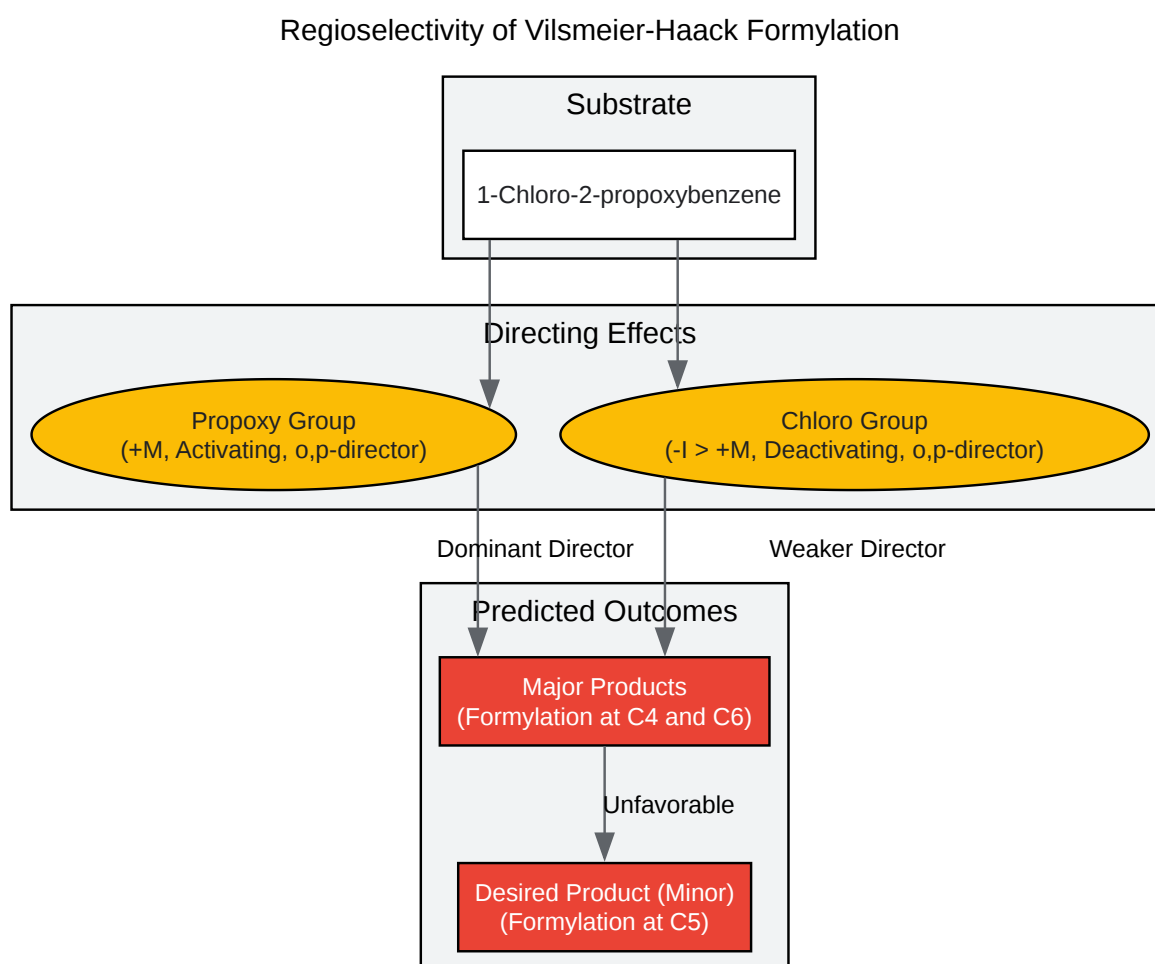 Regioselectivity of Vilsmeier-Haack Formylation
Substrate
1-Chloro-2-propoxybenzene
Directing Effects
Propoxy Group
(+M, Activating, o,p-director)
Chloro Group
(-I > +M, Deactivating, o,p-director)
Dominant Director
Weaker Director
Predicted Outcomes
Major Products
(Formylation at C4 and C6)
Unfavorable
Desired Product (Minor)
(Formylation at C5)